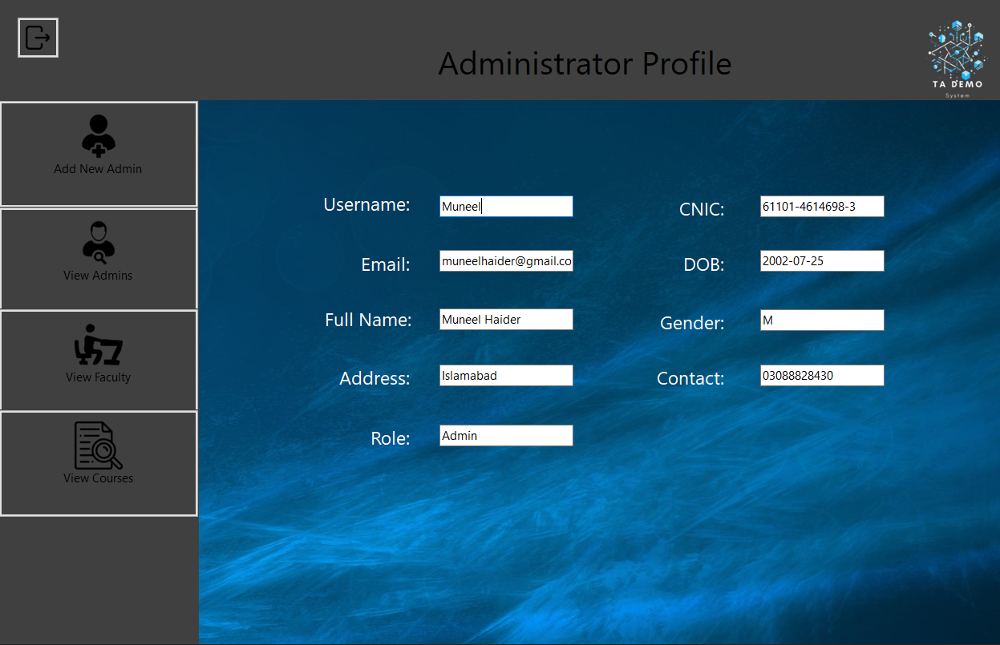 Administrator Profile
TA DEMO
System
Add New Admin
View Admins
View Faculty
View Courses
Username: Muneel
CNIC: 61101-4614698-3
Email: muneelhaider@gmail.co
DOB: 2002-07-25
Full Name: Muneel Haider
Gender: M
Address: Islamabad
Contact: 03088828430
Role: Admin